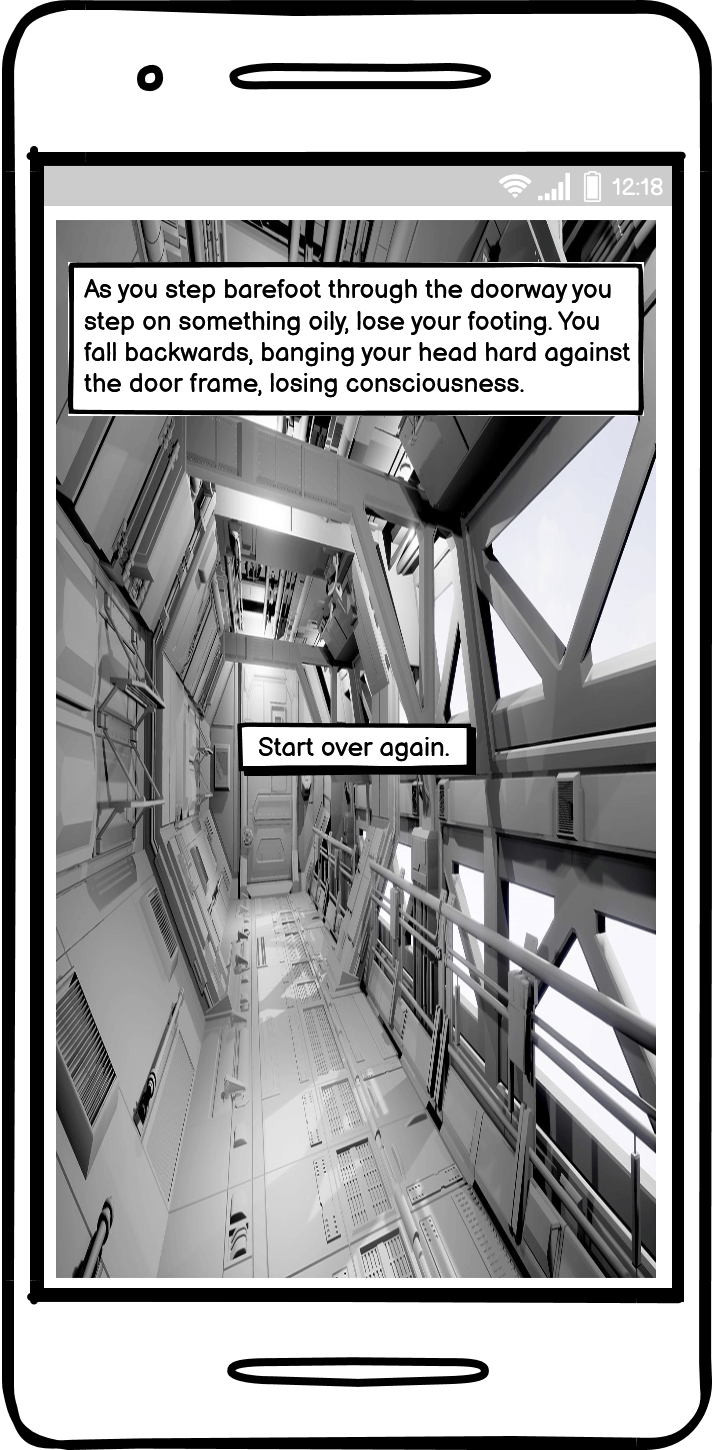 12:18
As you step barefoot through the doorway you
step on something oily, lose your footing. You
fall backwards, banging your head hard against
the door frame, losing consciousness.
Start over again.